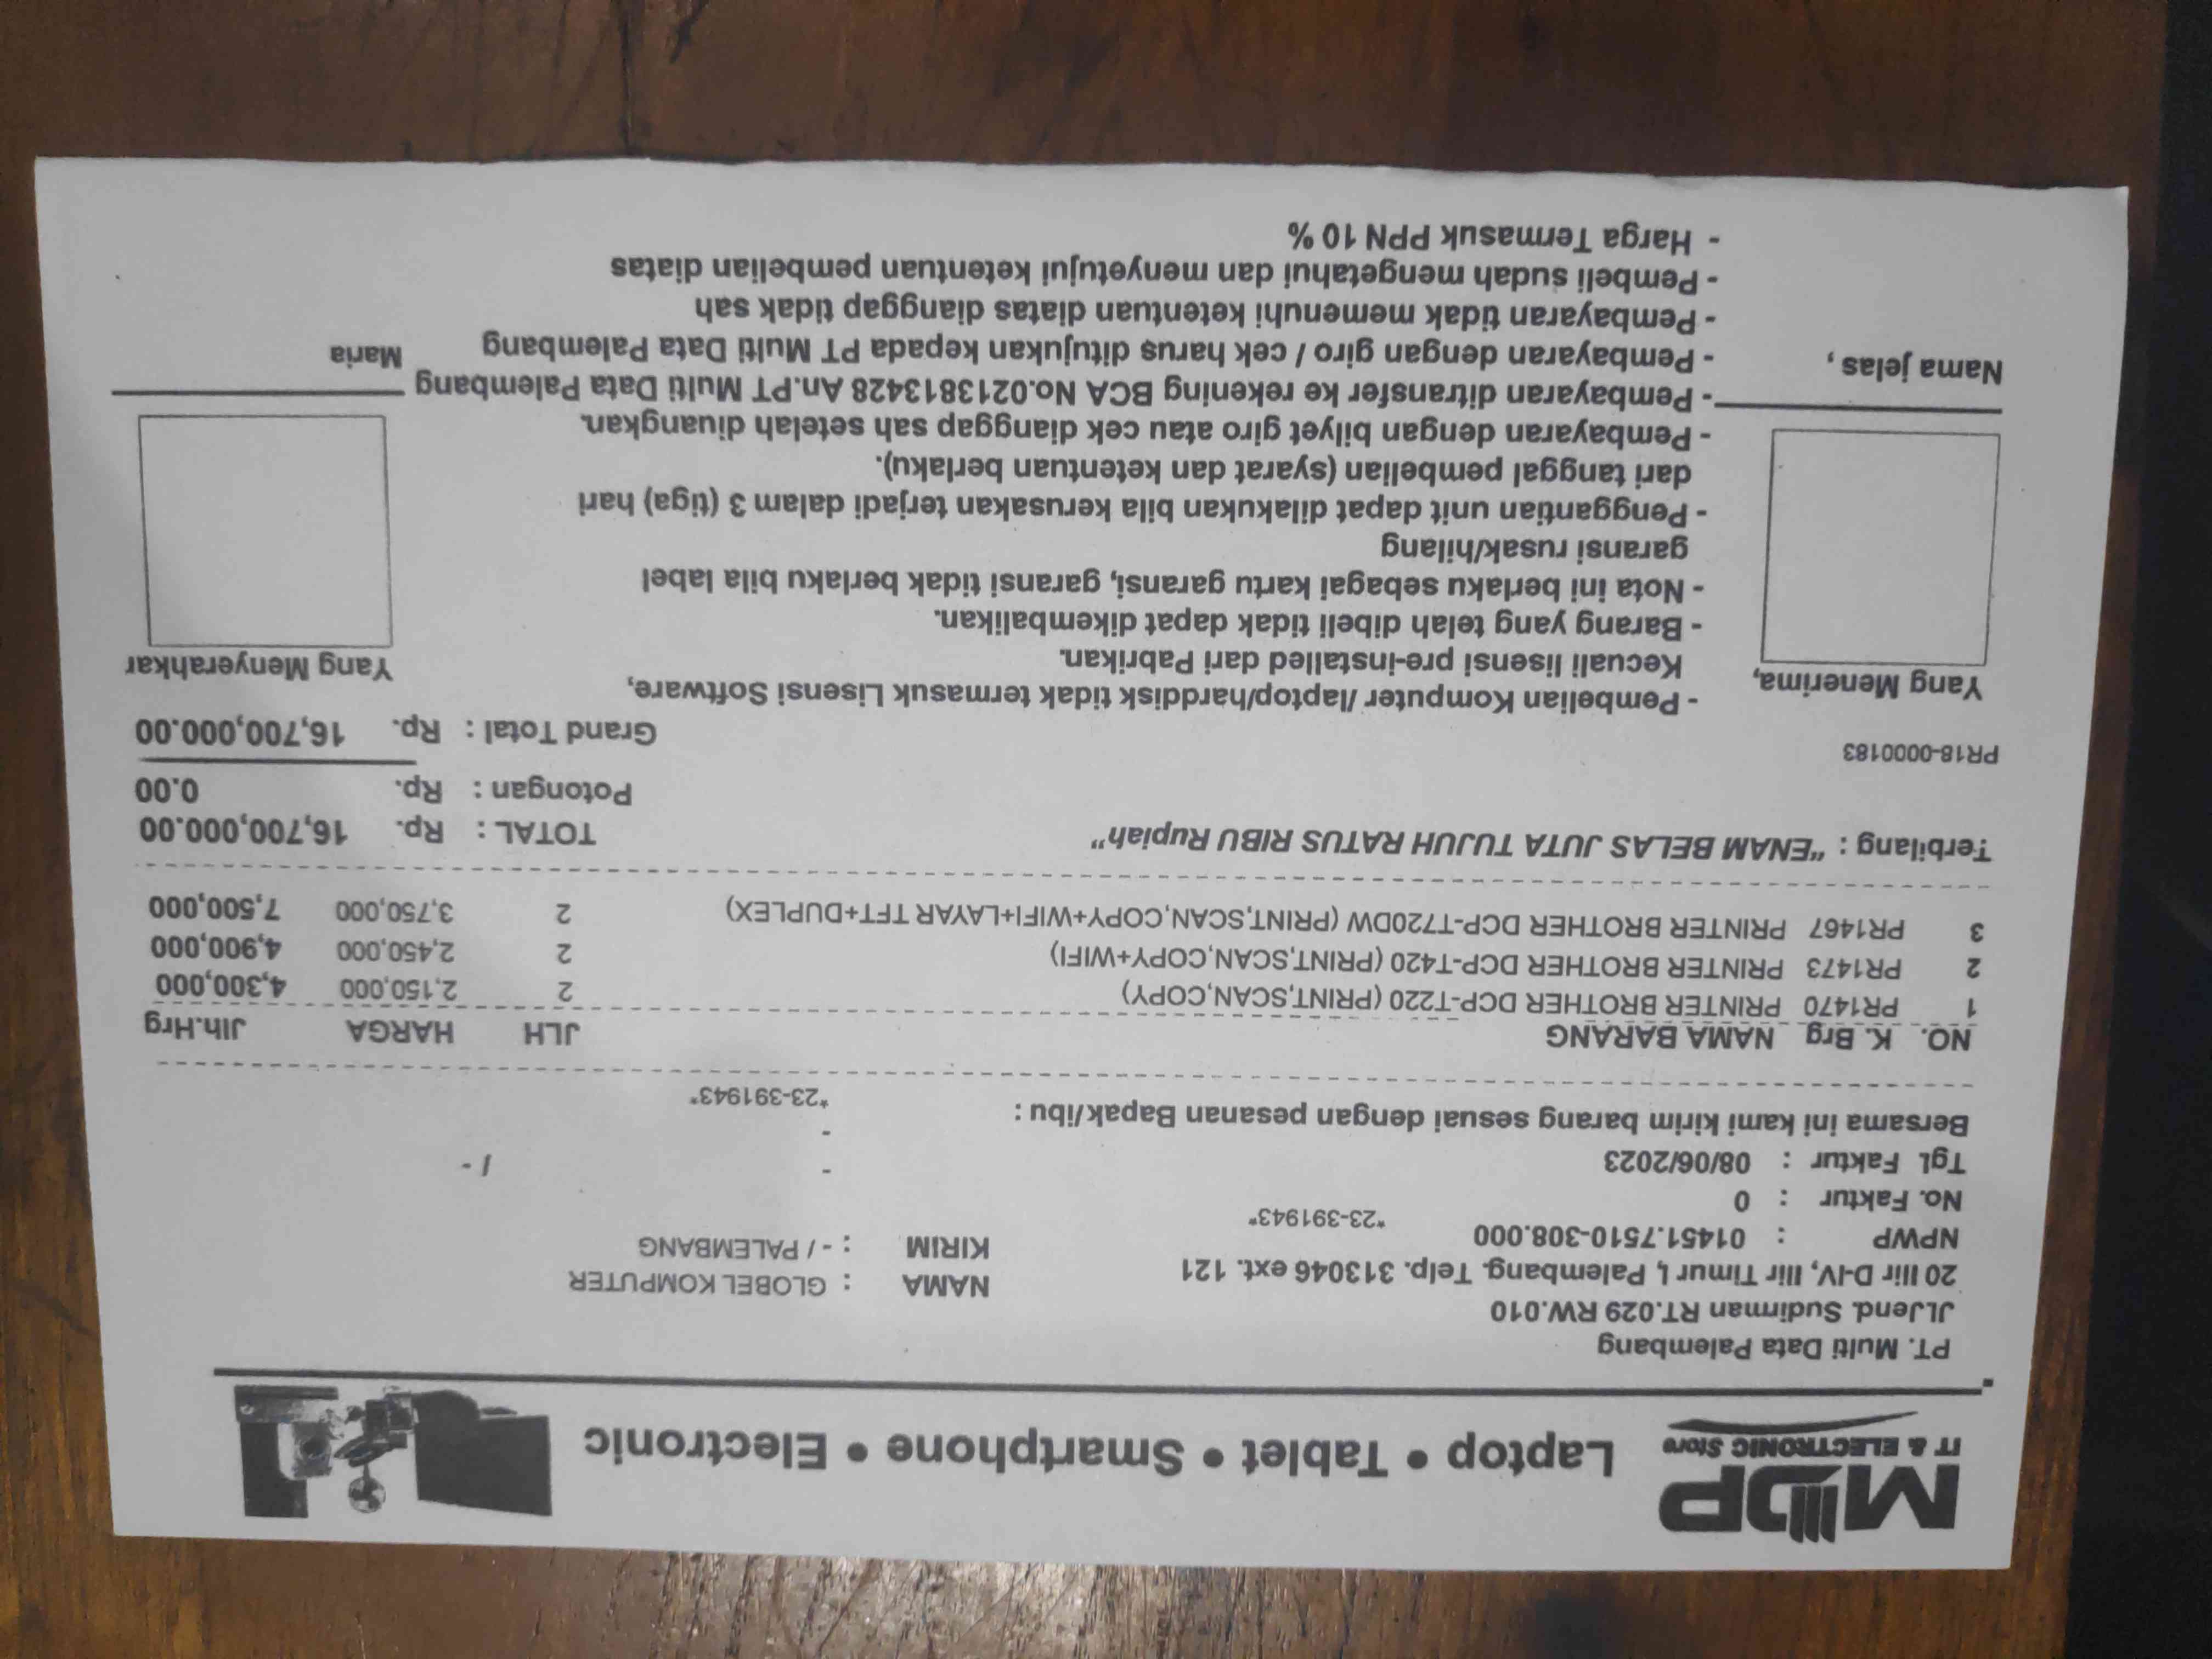 MDP
IT & ELECTRONIC Store
Laptop • Tablet • Smartphone • Electronic
PT. Multi Data Palembang
JL.Jend. Sudirman RT.029 RW.010
20 Ilir D-IV, Ilir Timur I, Palembang. Telp. 313046 ext. 121
NAMA : GLOBEL KOMPUTER
NPWP : 01451.7510-308.000
*23-391943*
KIRIM : - / PALEMBANG
No. Faktur : 0
Tgl. Faktur : 08/06/2023
- / -
-
Bersama ini kami kirim barang sesuai dengan pesanan Bapak/ibu :
*23-391943*
NO. K. Brg NAMA BARANG JLH HARGA Jlh.Hrg
1 PR1470 PRINTER BROTHER DCP-T220 (PRINT,SCAN,COPY) 2 2,150,000 4,300,000
2 PR1473 PRINTER BROTHER DCP-T420 (PRINT,SCAN,COPY+WIFI) 2 2,450,000 4,900,000
3 PR1467 PRINTER BROTHER DCP-T720DW (PRINT,SCAN,COPY+WIFI+LAYAR TFT+DUPLEX) 2 3,750,000 7,500,000
Terbilang : "ENAM BELAS JUTA TUJUH RATUS RIBU Rupiah"
TOTAL : Rp. 16,700,000.00
Potongan : Rp. 0.00
PR18-0000183
Grand Total : Rp. 16,700,000.00
Yang Menerima,
- Pembelian Komputer /laptop/harddisk tidak termasuk Lisensi Software,
Kecuali lisensi pre-installed dari Pabrikan.
- Barang yang telah dibeli tidak dapat dikembalikan.
- Nota ini berlaku sebagai kartu garansi, garansi tidak berlaku bila label
garansi rusak/hilang
- Penggantian unit dapat dilakukan bila kerusakan terjadi dalam 3 (tiga) hari
dari tanggal pembelian (syarat dan ketentuan berlaku).
- Pembayaran dengan bilyet giro atau cek dianggap sah setelah diuangkan.
- Pembayaran ditransfer ke rekening BCA No.0213813428 An.PT Multi Data Palembang
- Pembayaran dengan giro / cek harus ditujukan kepada PT Multi Data Palembang
- Pembayaran tidak memenuhi ketentuan diatas dianggap tidak sah
- Pembeli sudah mengetahui dan menyetujui ketentuan pembelian diatas
- Harga Termasuk PPN 10 %
Yang Menyerahkar
Nama jelas ,
Maria